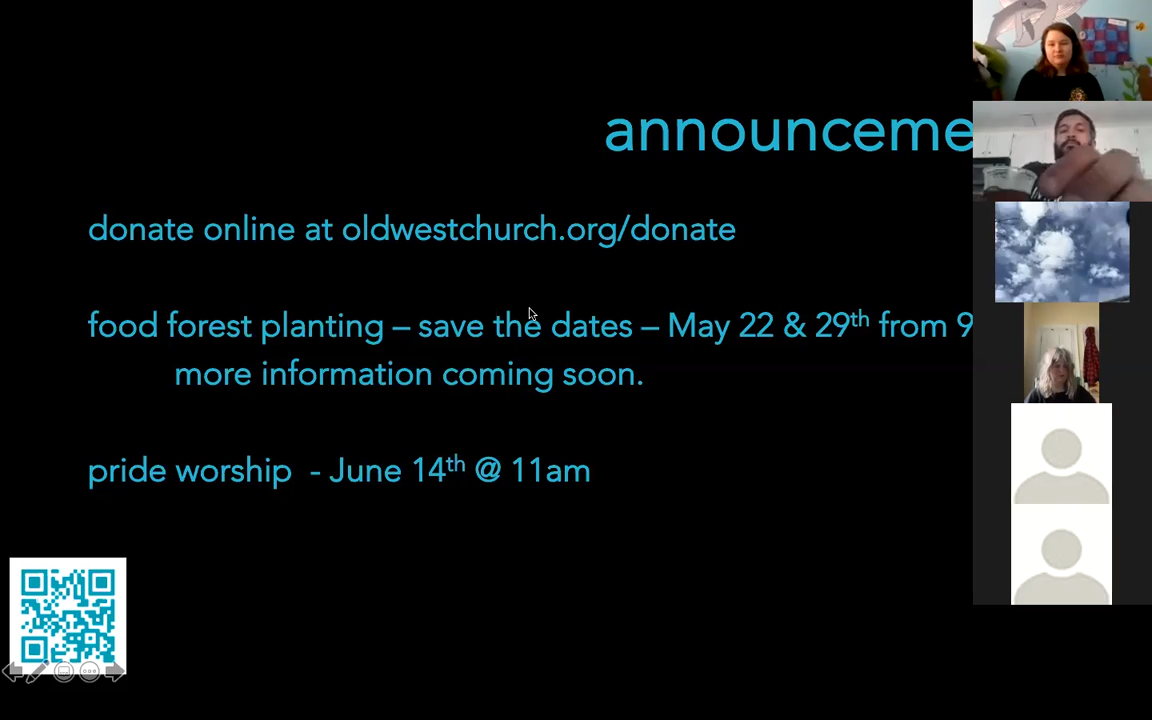 announceme
donate online at oldwestchurch.org/donate
food forest planting – save the dates – May 22 & 29th from 9
more information coming soon.
pride worship - June 14th @ 11am